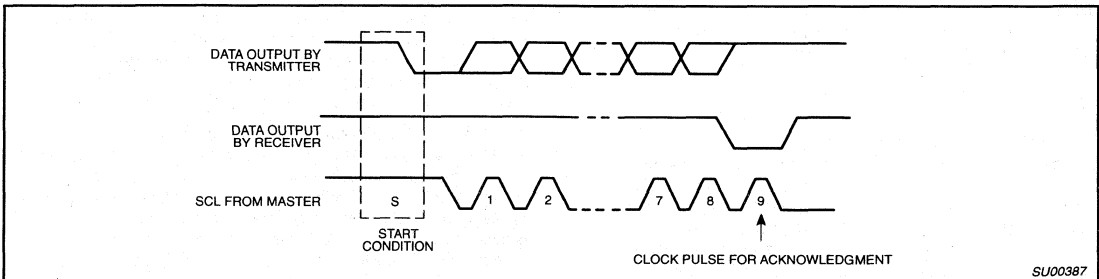 DATA OUTPUT BY
TRANSMITTER
DATA OUTPUT
BY RECEIVER
SCL FROM MASTER
S
1
2
7
8
9
START
CONDITION
CLOCK PULSE FOR ACKNOWLEDGMENT
SU00387